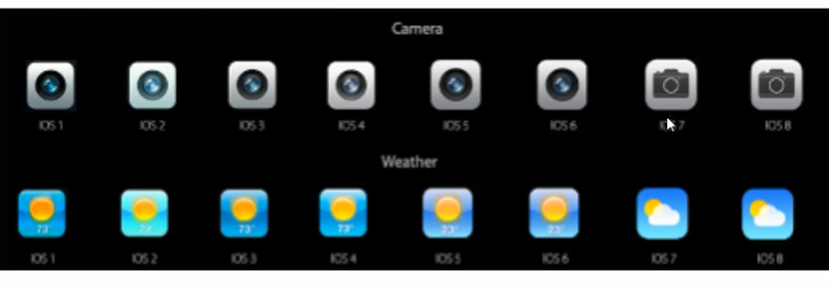 Camera
IOS 1 IOS 2 IOS 3 IOS 4 IOS 5 IOS 6 7 IOS 8
Weather
73° 73° 73° 73° 23° 23°
IOS 1 IOS 2 IOS 3 IOS 4 IOS 5 IOS 6 IOS 7 IOS 8